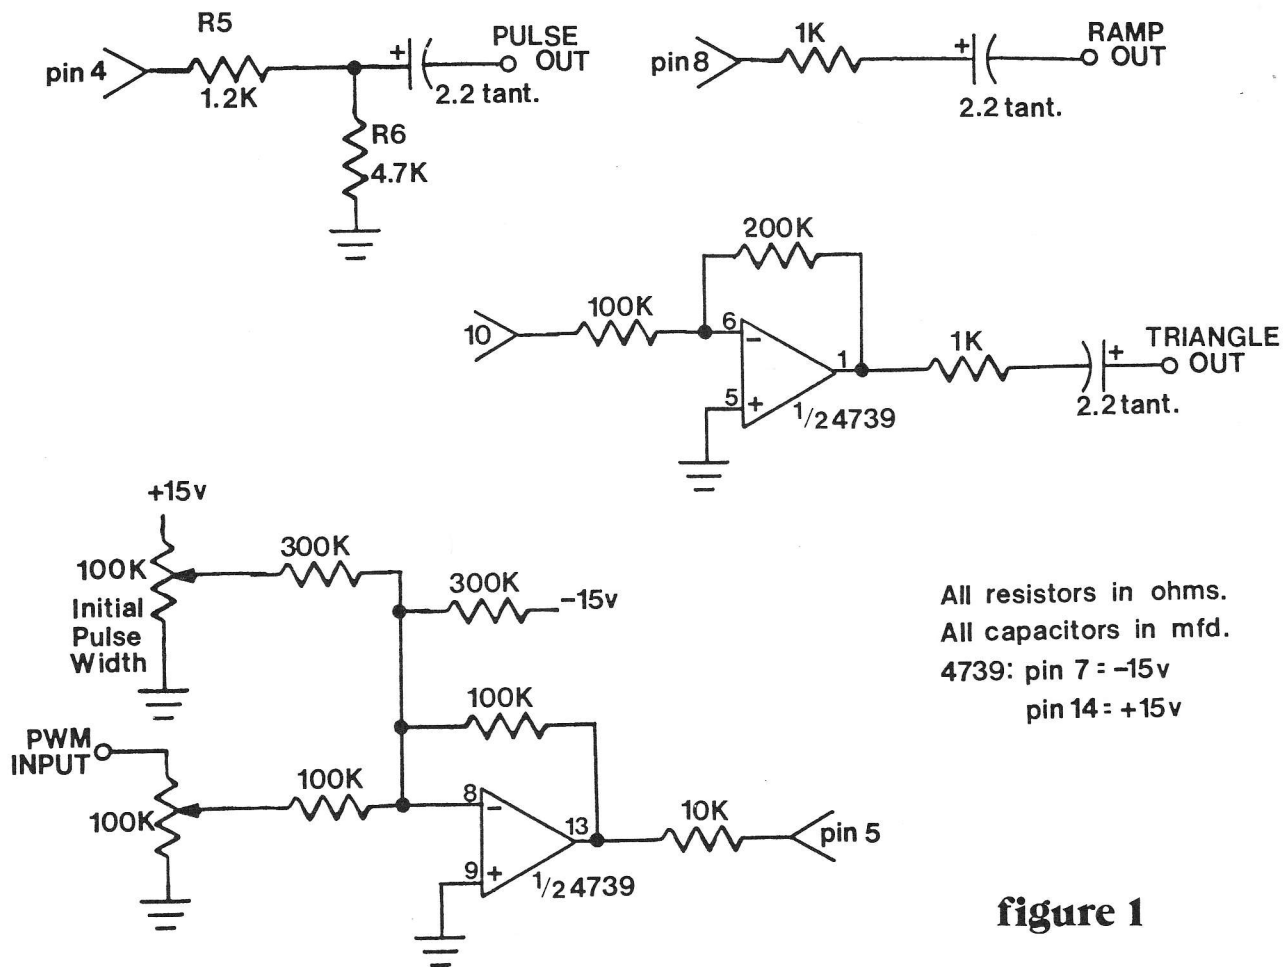 R5
pin 4
1.2K
+
2.2 tant.
PULSE
OUT
R6
4.7K
pin 8
1K
+
2.2 tant.
RAMP
OUT
200K
10
100K
6
−
5
+
1
1/2 4739
1K
+
2.2 tant.
TRIANGLE
OUT
+15v
100K
Initial
Pulse
Width
300K
300K
−15v
100K
PWM
INPUT
100K
100K
8
−
9
+
13
1/2 4739
10K
pin 5
All resistors in ohms.
All capacitors in mfd.
4739: pin 7 = −15v
pin 14 = +15v
figure 1